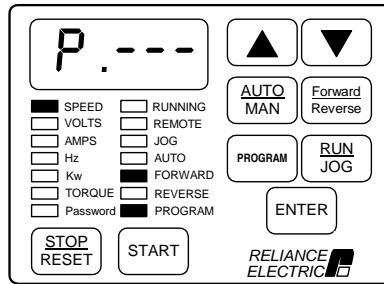 P.---
AUTO
MAN
Forward
Reverse
SPEED
RUNNING
VOLTS
REMOTE
AMPS
JOG
Hz
AUTO
Kw
FORWARD
TORQUE
REVERSE
Password
PROGRAM
PROGRAM
RUN
JOG
ENTER
STOP
RESET
START
RELIANCE
ELECTRIC